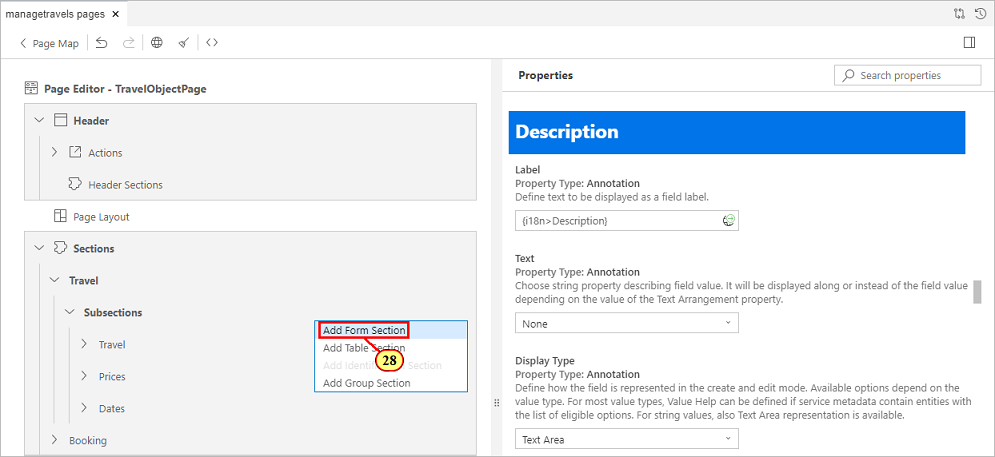 managetravels pages
Page Map
Page Editor - TravelObjectPage
Header
Actions
Header Sections
Page Layout
Sections
Travel
Subsections
Travel
Prices
Dates
Booking
Add Form Section
Add Table Section
28
Add Identification Section
Add Group Section
Properties
Search properties
Description
Label
Property Type: Annotation
Define text to be displayed as a field label.
{i18n>Description}
Text
Property Type: Annotation
Choose string property describing field value. It will be displayed along or instead of the field value
depending on the value of the Text Arrangement property.
None
Display Type
Property Type: Annotation
Define how the field is represented in the create and edit mode. Available options depend on the
value type. For most value types, Value Help can be defined if service metadata contain entities with
the list of eligible options. For string values, also Text Area representation is available.
Text Area